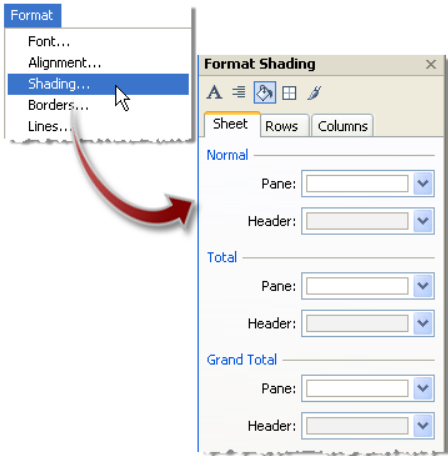 Format
Font...
Alignment...
Shading...
Borders...
Lines...
Format Shading
A
Sheet Rows Columns
Normal
Pane:
Header:
Total
Pane:
Header:
Grand Total
Pane:
Header: